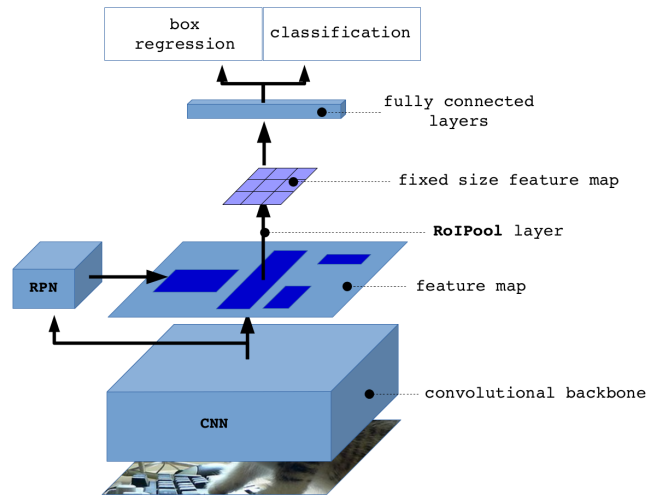 box
regression
classification
fully connected
layers
fixed size feature map
RoIPool layer
RPN
feature map
convolutional backbone
CNN